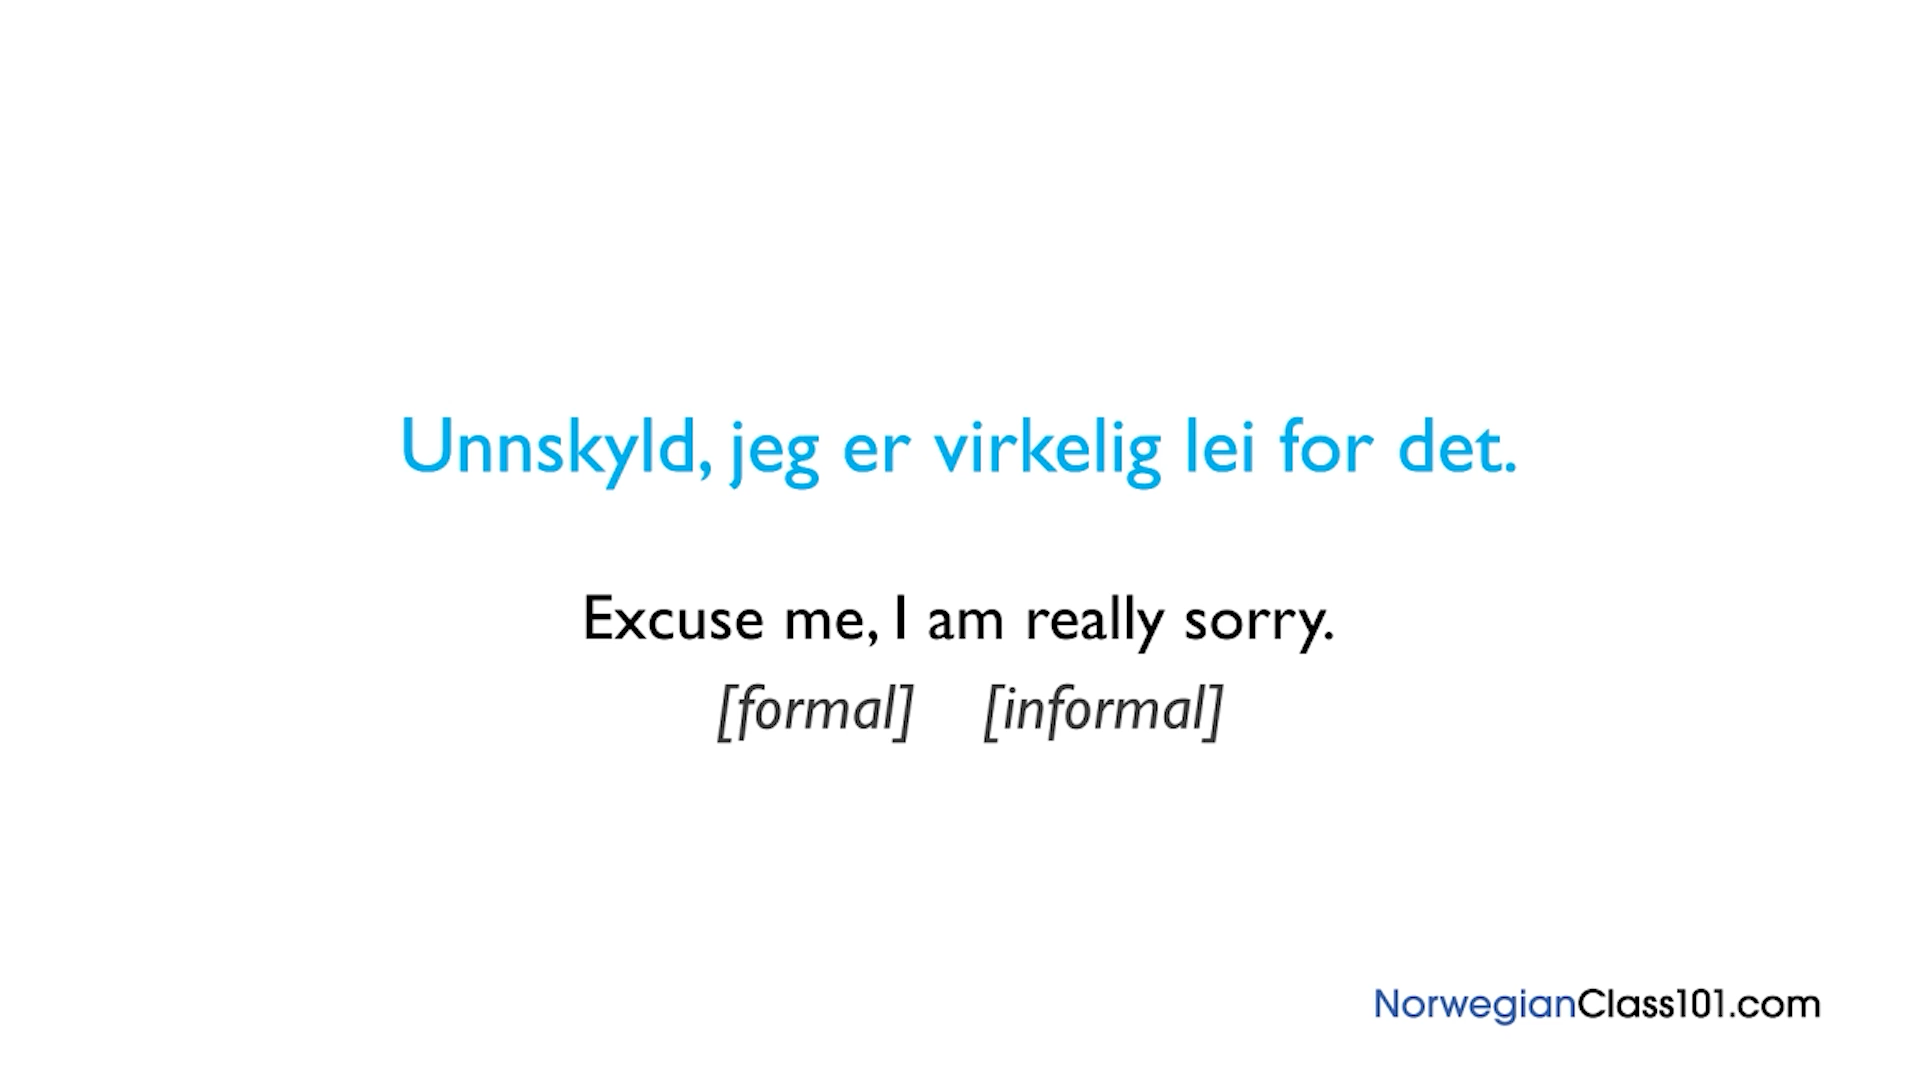 Unnskyld, jeg er virkelig lei for det.
Excuse me, I am really sorry.
[formal] [informal]
NorwegianClass101.com